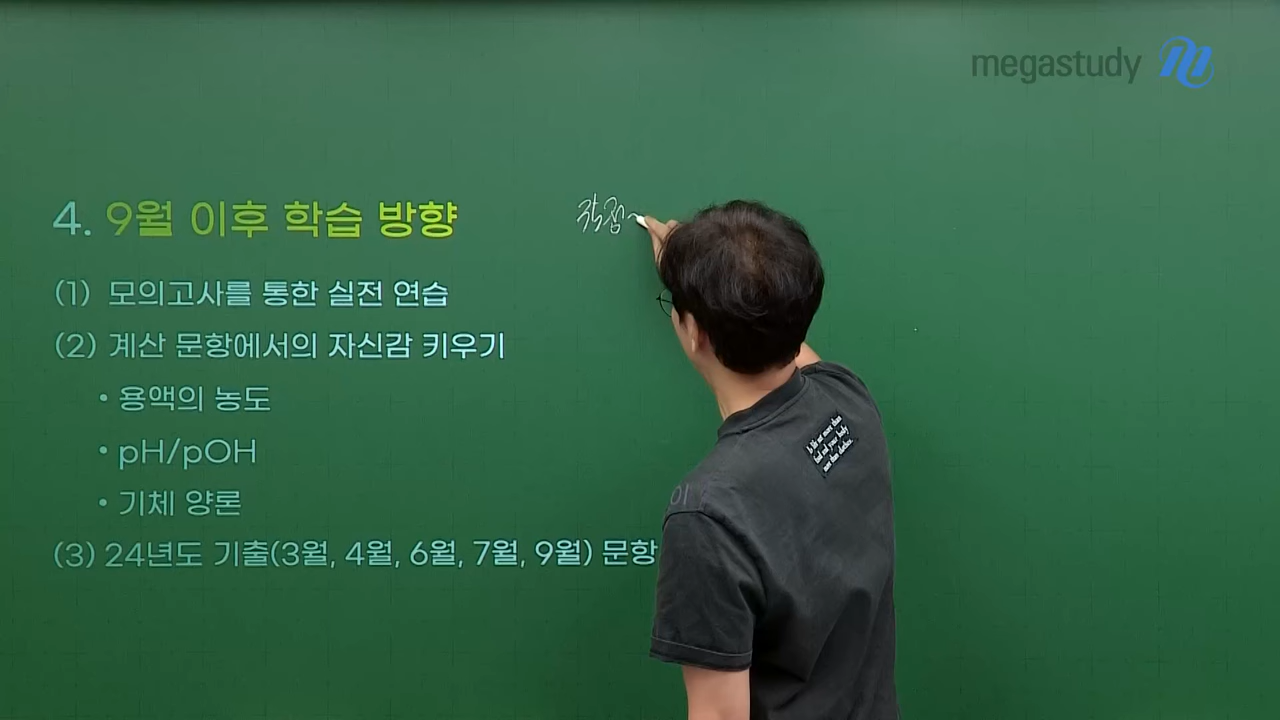 megastudy
4. 9월 이후 학습 방향
(1) 모의고사를 통한 실전 연습
(2) 계산 문항에서의 자신감 키우기
• 용액의 농도
• pH/pOH
• 기체 양론
(3) 24년도 기출(3월, 4월, 6월, 7월, 9월) 문항